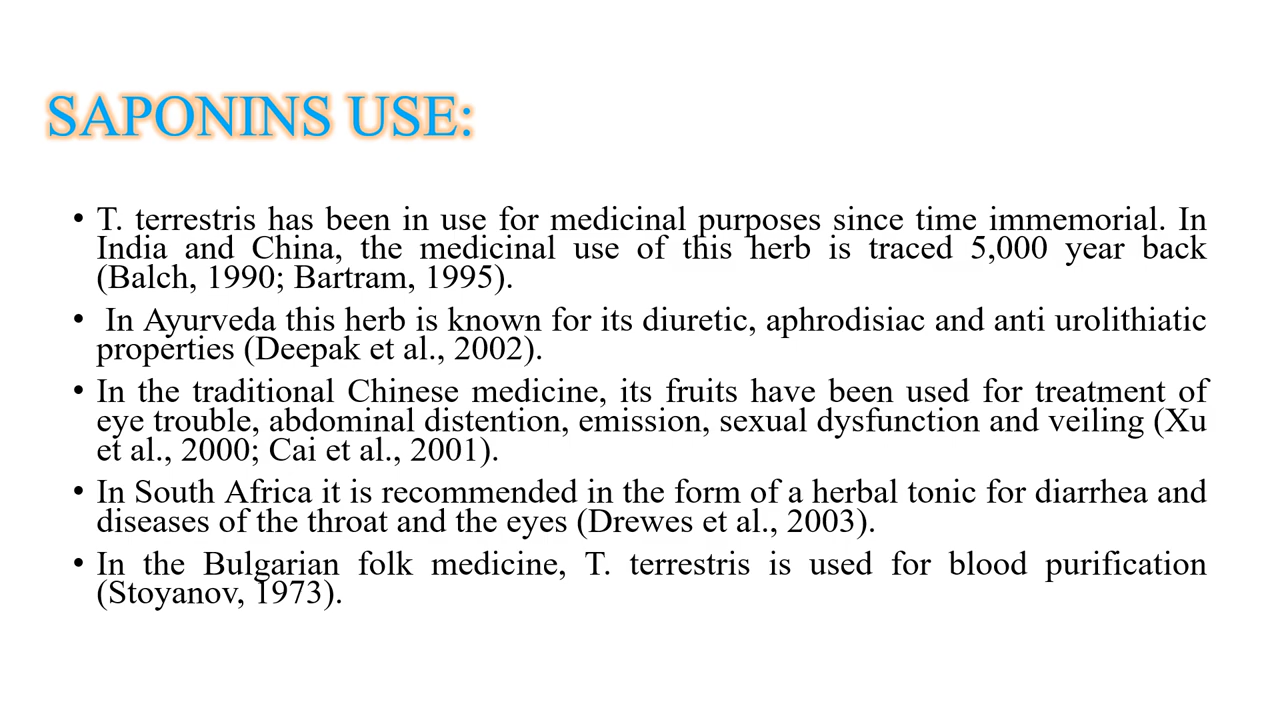 SAPONINS USE:
• T. terrestris has been in use for medicinal purposes since time immemorial. In
India and China, the medicinal use of this herb is traced 5,000 year back
(Balch, 1990; Bartram, 1995).
• In Ayurveda this herb is known for its diuretic, aphrodisiac and anti urolithiatic
properties (Deepak et al., 2002).
• In the traditional Chinese medicine, its fruits have been used for treatment of
eye trouble, abdominal distention, emission, sexual dysfunction and veiling (Xu
et al., 2000; Cai et al., 2001).
• In South Africa it is recommended in the form of a herbal tonic for diarrhea and
diseases of the throat and the eyes (Drewes et al., 2003).
• In the Bulgarian folk medicine, T. terrestris is used for blood purification
(Stoyanov, 1973).